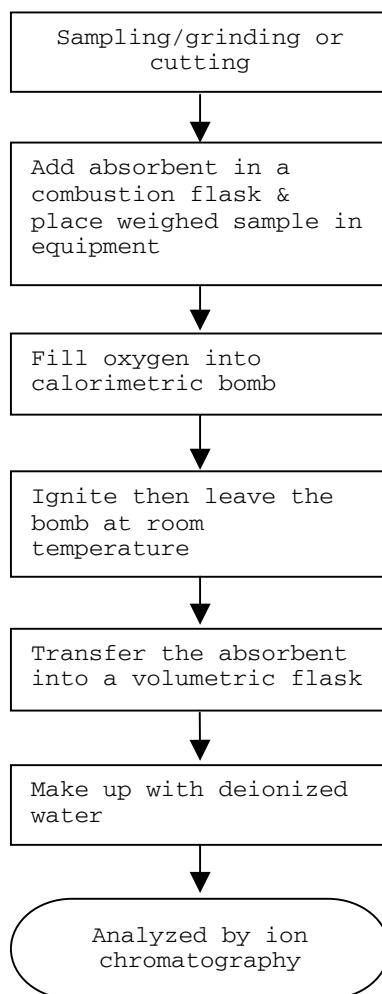 Sampling/grinding or
cutting
Add absorbent in a
combustion flask &
place weighed sample in
equipment
Fill oxygen into
calorimetric bomb
Ignite then leave the
bomb at room
temperature
Transfer the absorbent
into a volumetric flask
Make up with deionized
water
Analyzed by ion
chromatography